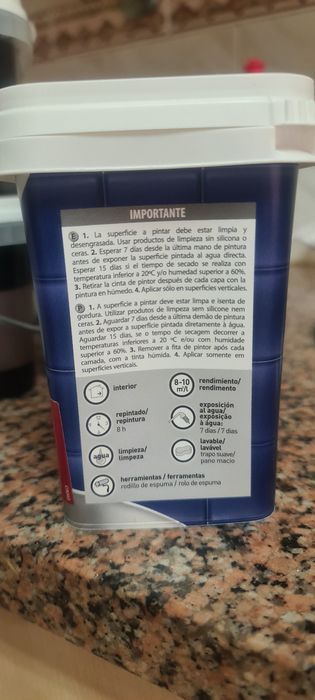 IMPORTANTE
E 1. La superficie a pintar debe estar limpia y
desengrasada. Usar productos de limpieza sin silicona o
ceras. 2. Esperar 7 días desde la última mano de pintura
antes de exponer la superficie pintada al agua directa.
Esperar 15 días si el tiempo de secado se realiza con
temperatura inferior a 20ºC y/o humedad superior a 60%.
3. Retirar la cinta de pintor después de cada capa con la
pintura en húmedo. 4. Aplicar sólo en superficies verticales.
P 1. A superfície a pintar deve estar limpa e isenta de
gordura. Utilizar produtos de limpeza sem silicone nem
ceras. 2. Aguardar 7 dias desde a última demão de pintura
antes de expor a superfície pintada diretamente à água.
Aguardar 15 dias, se o tempo de secagem decorrer a
temperaturas inferiores a 20 ºC e/ou com humidade
superior a 60%. 3. Remover a fita de pintor após cada
camada, com a tinta húmida. 4. Aplicar somente em
superfícies verticais.
interior
8-10
m²/l
rendimiento/
rendimento
repintado/
repintura
8 h
exposición
al agua/
exposição
à água:
7 días / 7 dias
agua
limpieza/
limpeza
lavable/
lavável
trapo suave/
pano macio
herramientas / ferramentas
rodillo de espuma / rolo de espuma